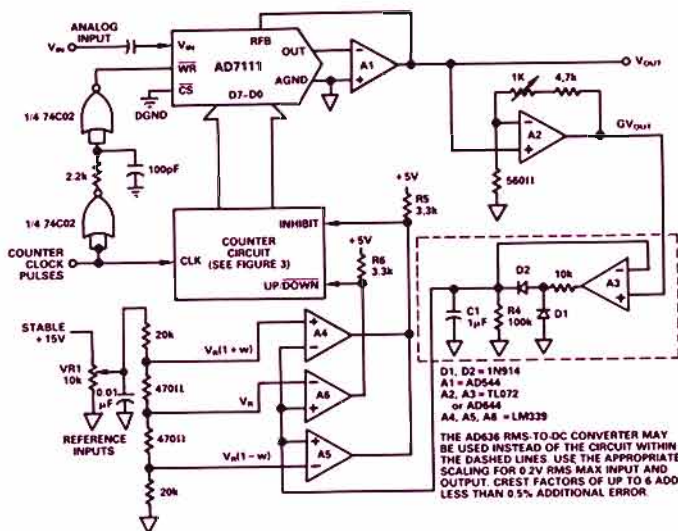 ANALOG
INPUT
VIN
VIN
RFB
OUT
A1
VOUT
WR
AD7111
AGND
CS
D7–D0
DGND
1/4 74C02
100pF
2.2k
1/4 74C02
COUNTER
CLOCK
PULSES
CLK
COUNTER
CIRCUIT
(SEE FIGURE 3)
INHIBIT
UP/DOWN
+5V
R5
3.3k
+5V
R6
3.3k
1K
4.7k
A2
GVOUT
560Ω
D2
10k
A3
C1
1µF
R4
100k
D1
STABLE
+15V
VR1
10k
0.01
µF
REFERENCE
INPUTS
20k
470Ω
470Ω
20k
VR(1+w)
VR
VR(1–w)
A4
A6
A5
D1, D2 = 1N914
A1 = AD544
A2, A3 = TL072
or AD644
A4, A5, A6 = LM339
THE AD636 RMS-TO-DC CONVERTER MAY
BE USED INSTEAD OF THE CIRCUIT WITHIN
THE DASHED LINES. USE THE APPROPRIATE
SCALING FOR 0.2V RMS MAX INPUT AND
OUTPUT. CREST FACTORS OF UP TO 6 ADD
LESS THAN 0.5% ADDITIONAL ERROR.